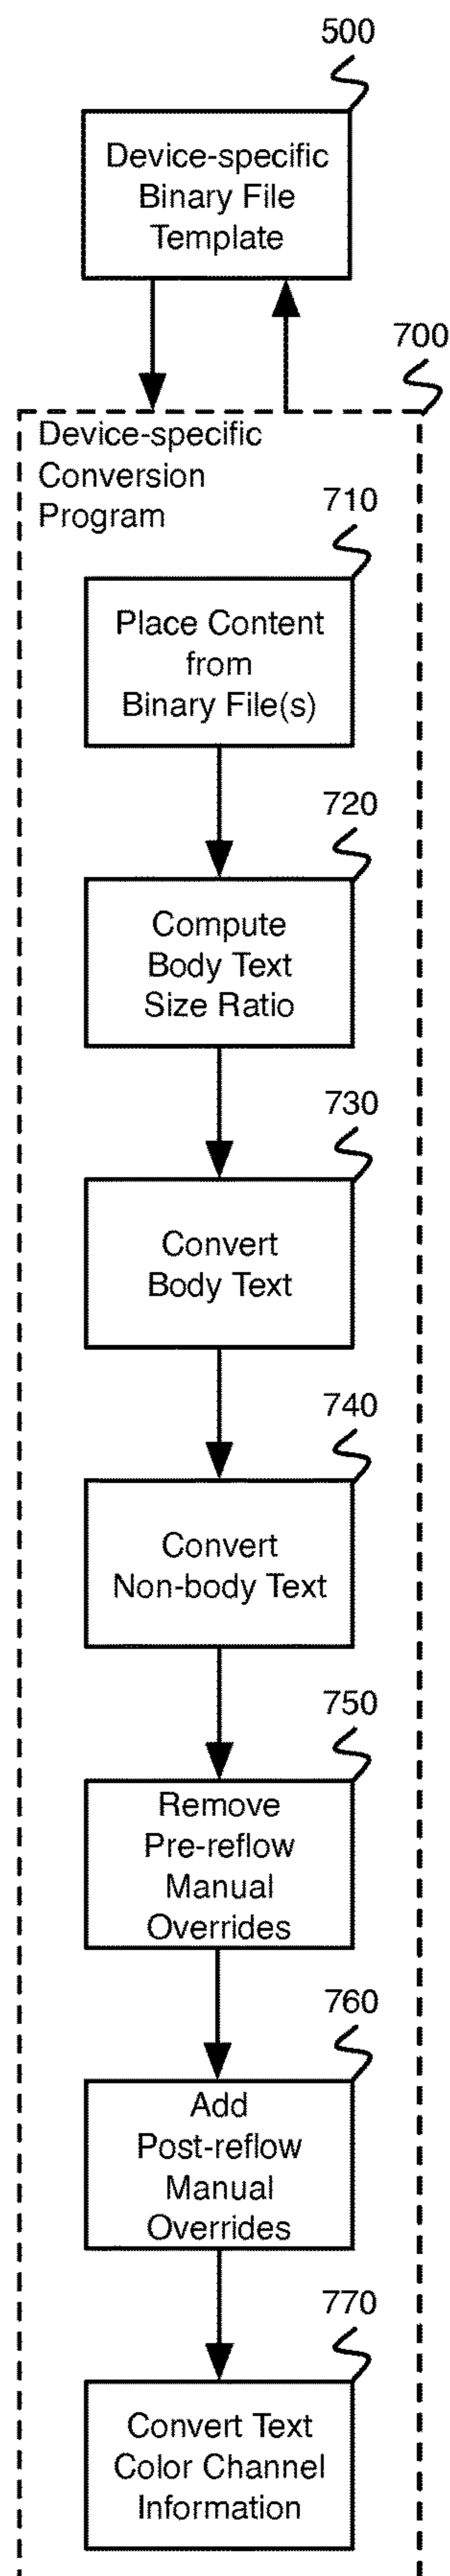 500
Device-specific
Binary File
Template
700
Device-specific
Conversion
Program
710
Place Content
from
Binary File(s)
720
Compute
Body Text
Size Ratio
730
Convert
Body Text
740
Convert
Non-body Text
750
Remove
Pre-reflow
Manual
Overrides
760
Add
Post-reflow
Manual
Overrides
770
Convert Text
Color Channel
Information